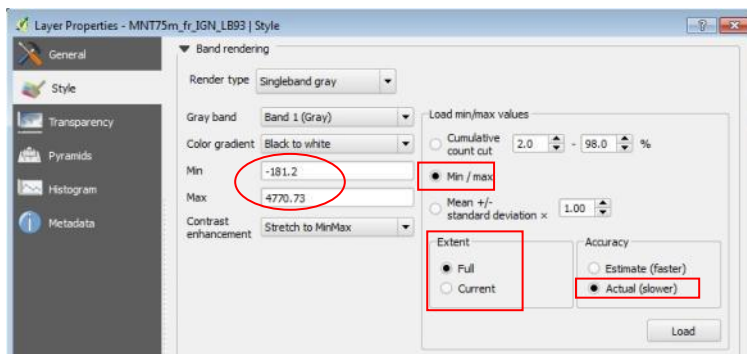 Layer Properties - MNT75m_fr_IGN_LB93 | Style
General
Style
Transparency
Pyramids
Histogram
Metadata
Band rendering
Render type Singleband gray
Gray band Band 1 (Gray)
Color gradient Black to white
Min -181.2
Max 4770.73
Contrast
enhancement Stretch to MinMax
Load min/max values
Cumulative
count cut 2.0 - 98.0 %
Min / max
Mean +/-
standard deviation × 1.00
Extent
Full
Current
Accuracy
Estimate (faster)
Actual (slower)
Load